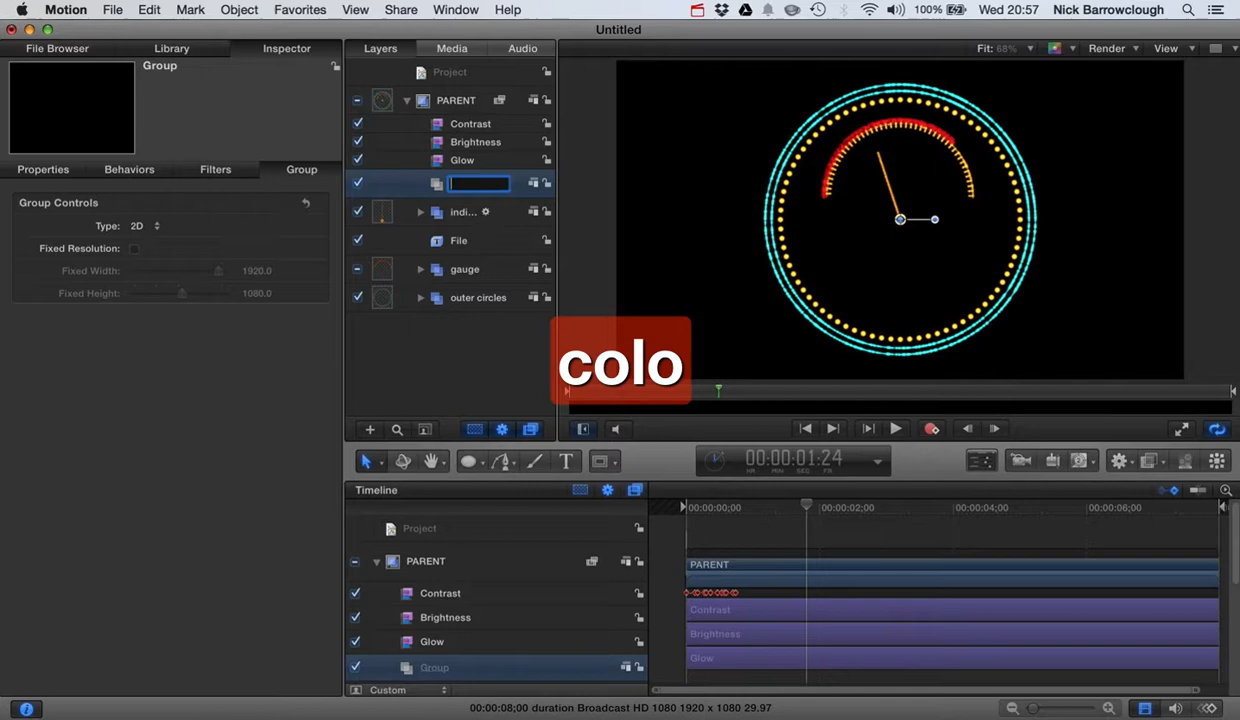 Motion File Edit Mark Object Favorites View Share Window Help 100% Wed 20:57 Nick Barrowclough
Untitled
File Browser Library Inspector Layers Media Audio Fit: 68% Render View
Group
Project
PARENT
Contrast
Brightness
Glow
Properties Behaviors Filters Group
Group Controls
Type: 2D
Fixed Resolution:
Fixed Width: 1920.0
Fixed Height: 1080.0
indi...
File
gauge
outer circles
colo
00:00:01:24
HR MIN SEC FR
Timeline
00:00:00;00 00:00:02;00 00:00:04;00 00:00:06;00
Project
PARENT PARENT
Contrast Contrast
Brightness Brightness
Glow Glow
Group
Custom
00:00:08;00 duration Broadcast HD 1080 1920 x 1080 29.97